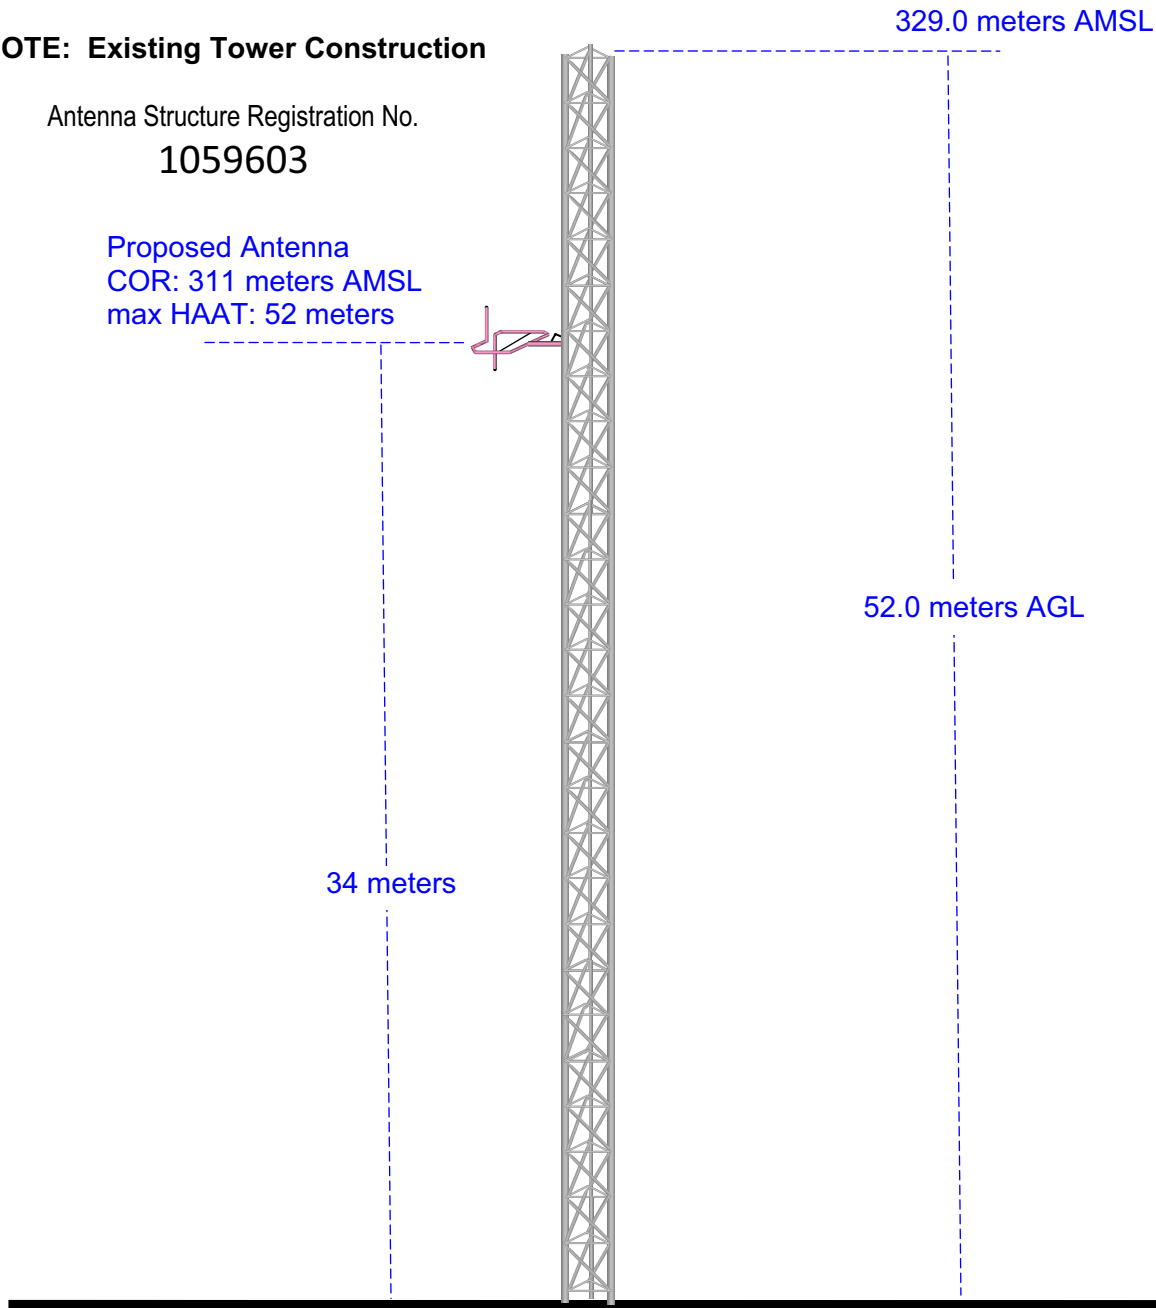 329.0 meters AMSL
OTE: Existing Tower Construction
Antenna Structure Registration No.
1059603
Proposed Antenna
COR: 311 meters AMSL
max HAAT: 52 meters
52.0 meters AGL
34 meters